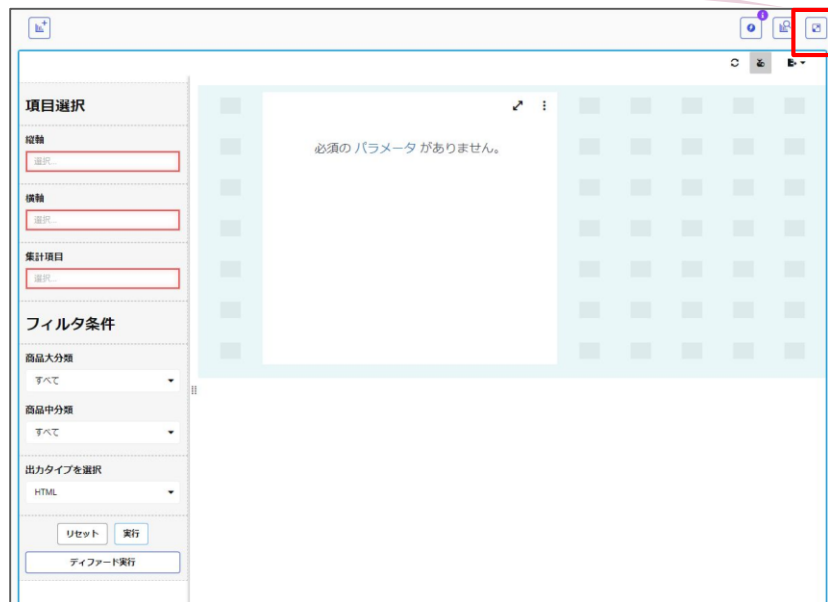 項目選択
縦軸
選択...
横軸
選択...
集計項目
選択...
フィルタ条件
商品大分類
すべて
商品中分類
すべて
出力タイプを選択
HTML
リセット 実行
ディファード実行
必須の パラメータ がありません。